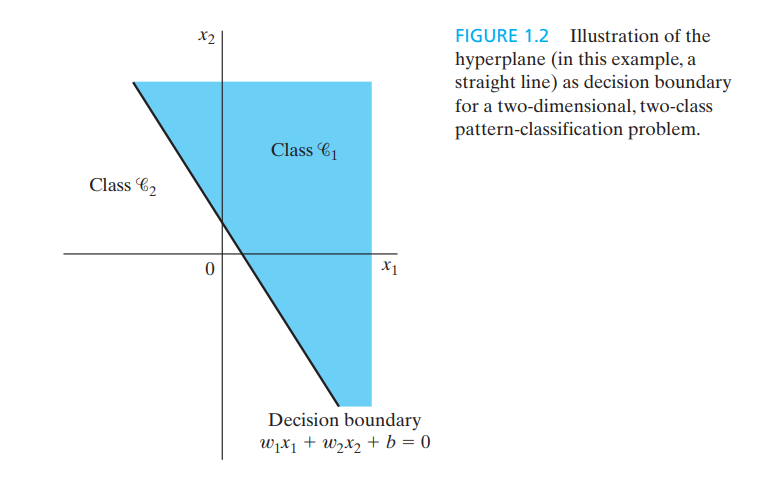 x₂
Class 𝒞₁
Class 𝒞₂
0
x₁
Decision boundary
w₁x₁ + w₂x₂ + b = 0
FIGURE 1.2 Illustration of the
hyperplane (in this example, a
straight line) as decision boundary
for a two-dimensional, two-class
pattern-classification problem.